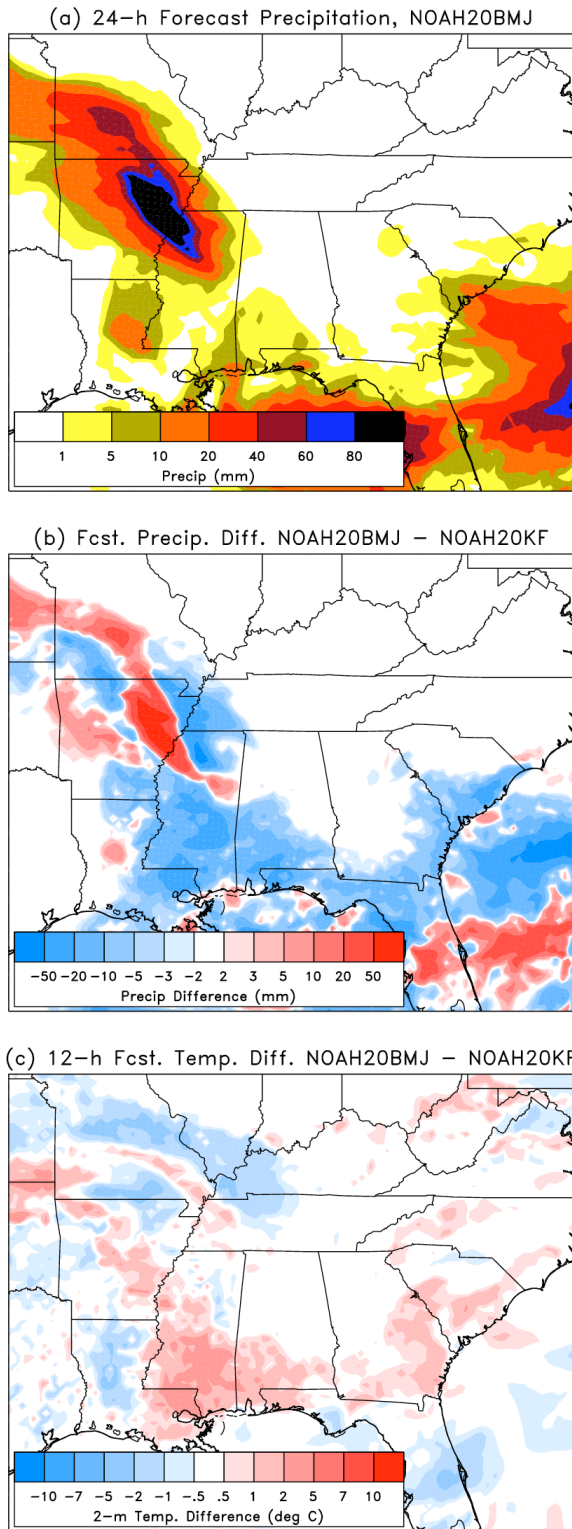 (a) 24-h Forecast Precipitation, NOAH20BMJ
1 5 10 20 40 60 80
Precip (mm)
(b) Fcst. Precip. Diff. NOAH20BMJ - NOAH20KF
-50 -20 -10 -5 -3 -2 2 3 5 10 20 50
Precip Difference (mm)
(c) 12-h Fcst. Temp. Diff. NOAH20BMJ - NOAH20KF
-10 -7 -5 -2 -1 -.5 .5 1 2 5 7 10
2-m Temp. Difference (deg C)